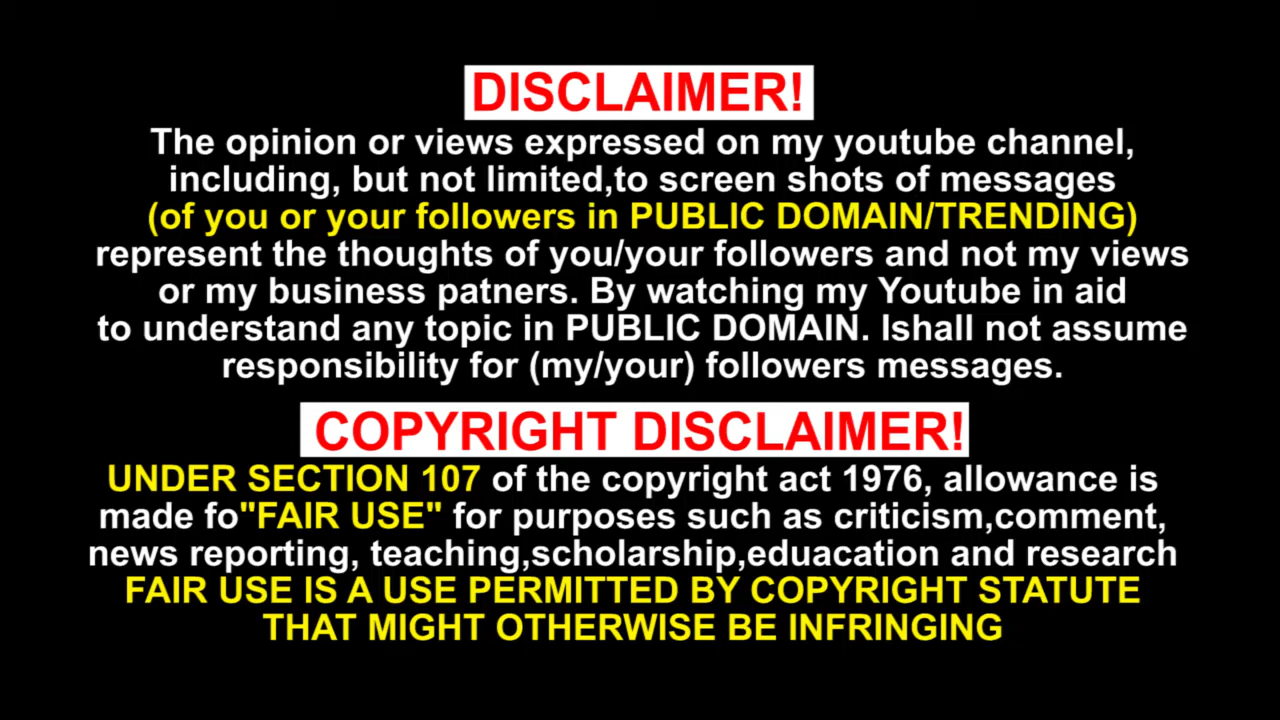 DISCLAIMER!
The opinion or views expressed on my youtube channel,
including, but not limited,to screen shots of messages
(of you or your followers in PUBLIC DOMAIN/TRENDING)
represent the thoughts of you/your followers and not my views
or my business patners. By watching my Youtube in aid
to understand any topic in PUBLIC DOMAIN. Ishall not assume
responsibility for (my/your) followers messages.
COPYRIGHT DISCLAIMER!
UNDER SECTION 107 of the copyright act 1976, allowance is
made fo"FAIR USE" for purposes such as criticism,comment,
news reporting, teaching,scholarship,eduacation and research
FAIR USE IS A USE PERMITTED BY COPYRIGHT STATUTE
THAT MIGHT OTHERWISE BE INFRINGING